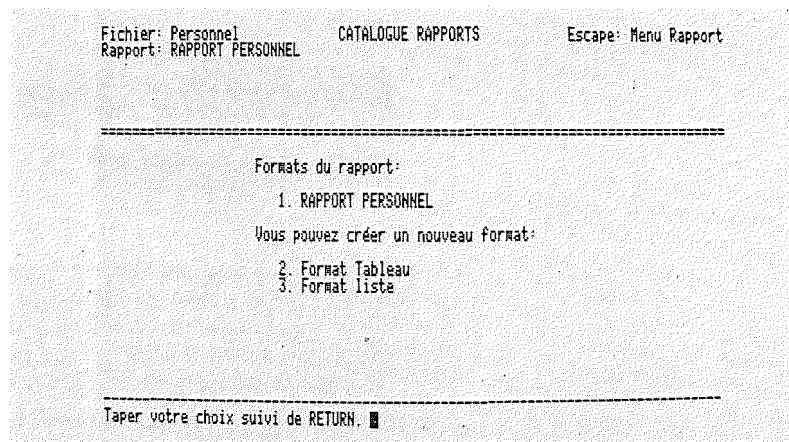 Fichier: Personnel CATALOGUE RAPPORTS Escape: Menu Rapport
Rapport: RAPPORT PERSONNEL
Formats du rapport:
1. RAPPORT PERSONNEL
Vous pouvez créer un nouveau format:
2. Format Tableau
3. Format liste
Taper votre choix suivi de RETURN.